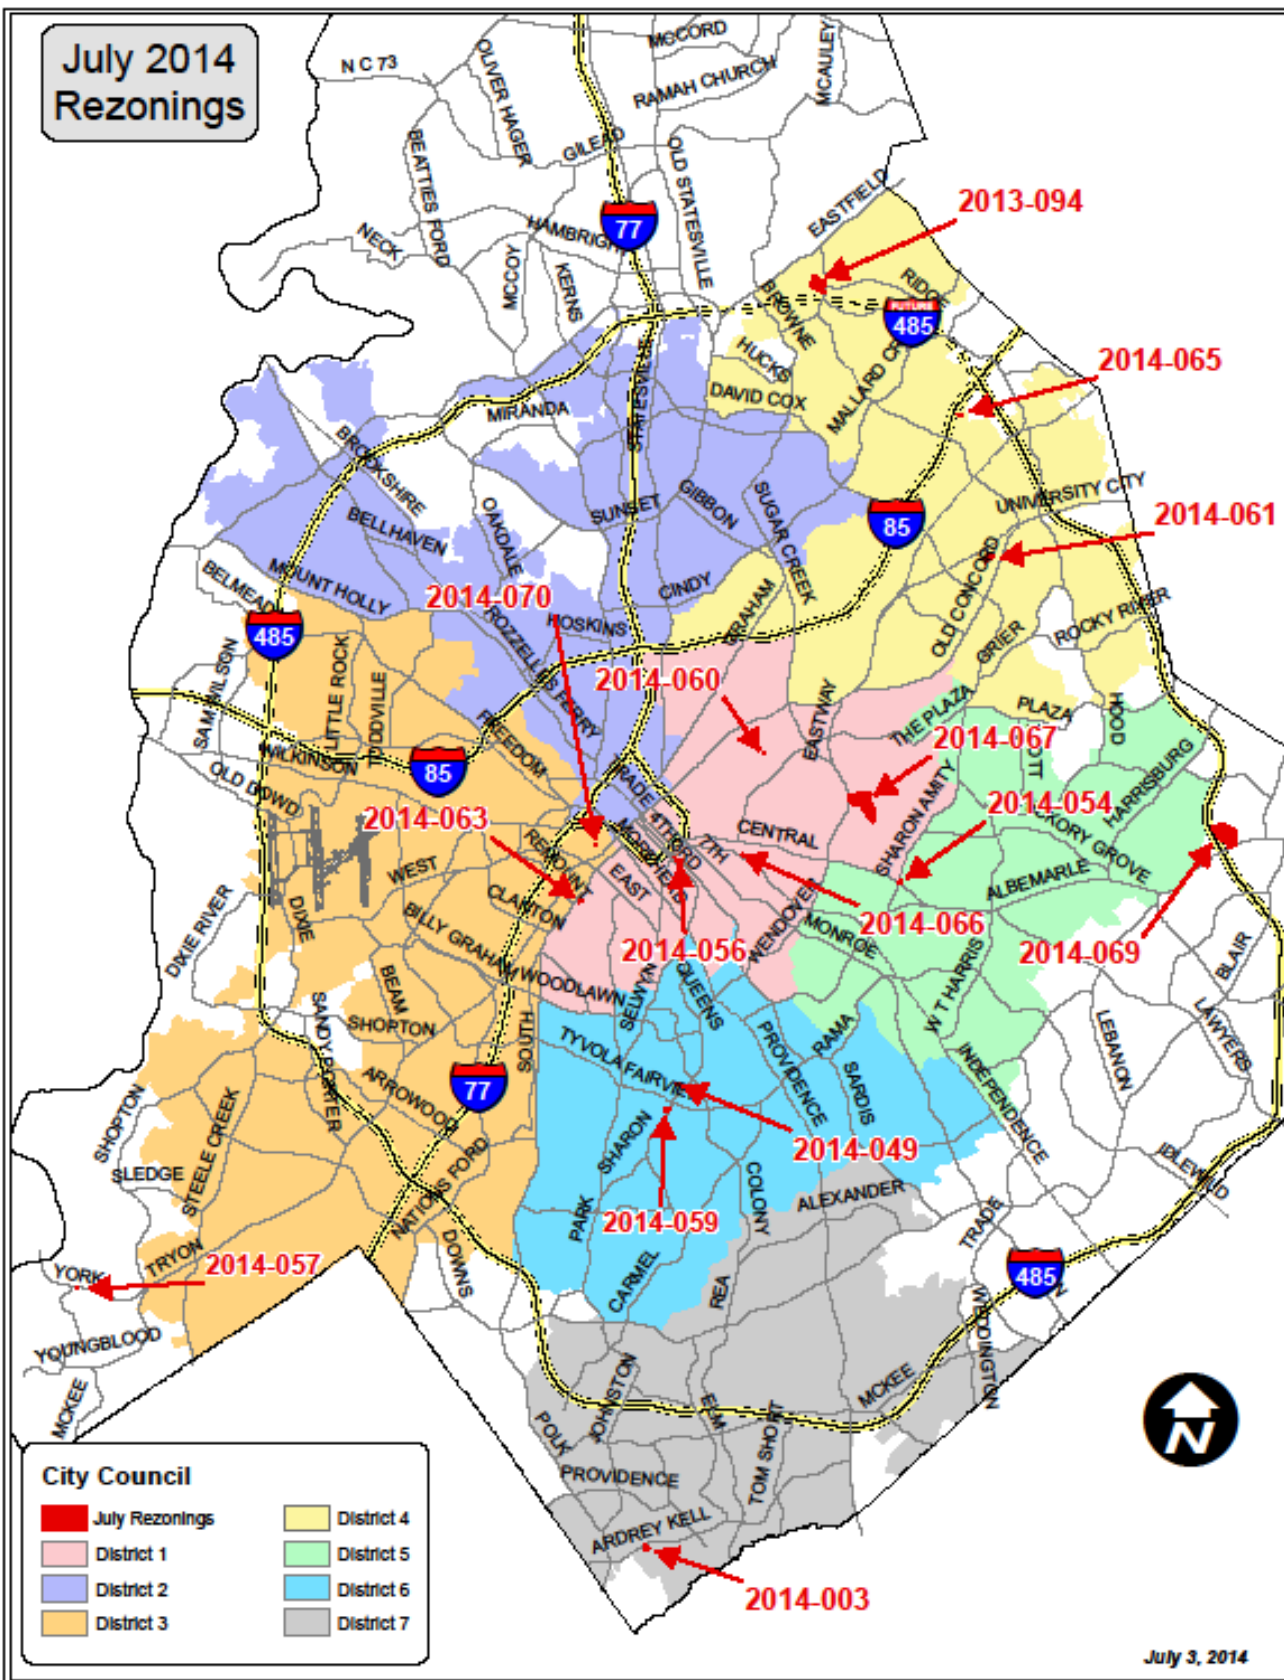 July 2014
Rezonings
N C 73
OLIVER HAGER
MCCORD
RAMAH CHURCH
MCAULEY
BEATTIES FORD
GILEAD
OLD STATESVILLE
EASTFIELD
2013-094
NECK
HAMBRIGHT
77
MCCOY
KERNS
BROWNE
RIDGE
FUTURE
485
HUCKS
MALLARD
2014-065
STATESVILLE
DAVID COX
MIRANDA
BROOKSHIRE
BELLHAVEN
OAKDALE
SUNSET
GIBBON
SUGAR CREEK
85
UNIVERSITY CITY
2014-061
BELMEADE
MOUNT HOLLY
2014-070
CINDY
GRAHAM
OLD CONCORD
485
ROZZELLES FERRY
HOSKINS
GRIER
ROCKY RIVER
SAM WILSON
LITTLE ROCK
TODDVILLE
2014-060
EASTWAY
THE PLAZA
PLAZA
HOOD
WILKINSON
85
FREEDOM
2014-067
OLD DOWD
2014-063
TRADE
4TH
7TH
CENTRAL
SHARON AMITY
2014-054
HARRISBURG
HICKORY GROVE
REMOUNT
MOREHEAD
WEST
EAST
CLANTON
ALBEMARLE
DIXIE RIVER
DIXIE
BILLY GRAHAM
2014-056
WENDOVER
MONROE
2014-066
2014-069
BLAIR
WOODLAWN
SELWYN
QUEENS
W T HARRIS
BEAM
SANDY PORTER
SHOPTON
SOUTH
TYVOLA
FAIRVIE
PROVIDENCE
RAMA
SARDIS
INDEPENDENCE
LEBANON
LAWYERS
SHOPTON
ARROWOOD
77
STEELE CREEK
SLEDGE
NATIONS FORD
SHARON
2014-049
IDLEWILD
2014-059
PARK
COLONY
ALEXANDER
TRADE
YORK
TRYON
2014-057
DOWNS
CARMEL
REA
485
YOUNGBLOOD
WEDDINGTON
MCKEE
JOHNSTON
ELM
MCKEE
POLK
TOM SHORT
N
PROVIDENCE
ARDREY KELL
2014-003
City Council
July Rezonings
District 1
District 2
District 3
District 4
District 5
District 6
District 7
July 3, 2014